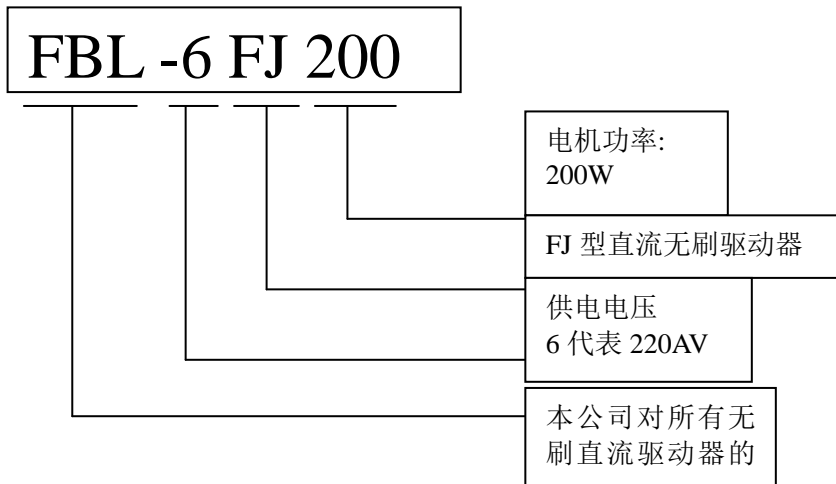 FBL -6 FJ 200
电机功率:
200W
FJ 型直流无刷驱动器
供电电压
6 代表 220AV
本公司对所有无
刷直流驱动器的